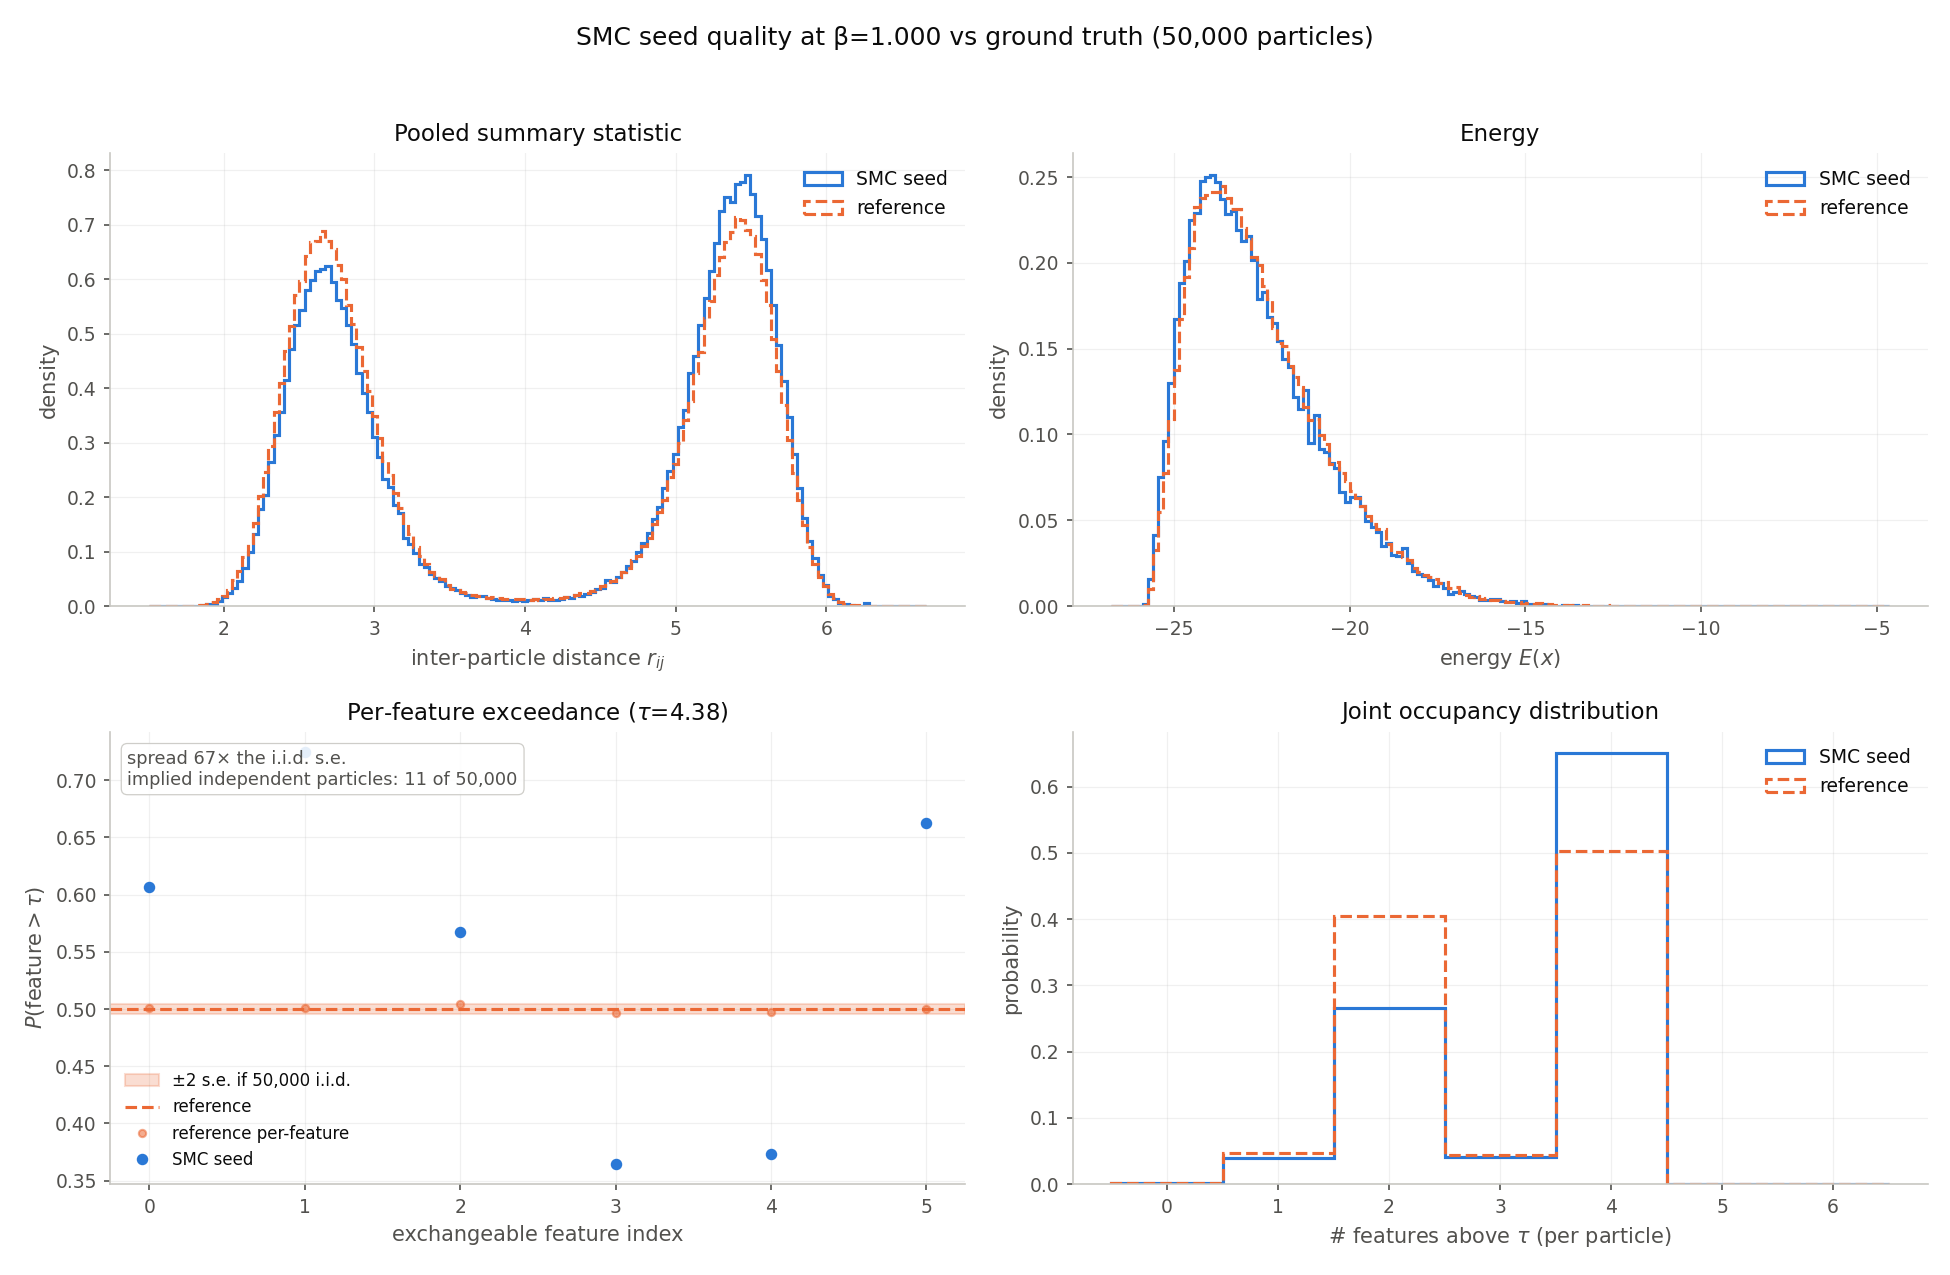 SMC seed quality at β=1.000 vs ground truth (50,000 particles)
Pooled summary statistic
SMC seed
reference
0.8
0.7
0.6
0.5
0.4
0.3
0.2
0.1
0.0
density
2 3 4 5 6
inter-particle distance r_ij
Energy
SMC seed
reference
0.25
0.20
0.15
0.10
0.05
0.00
density
−25 −20 −15 −10 −5
energy E(x)
Per-feature exceedance (τ=4.38)
spread 67× the i.i.d. s.e.
implied independent particles: 11 of 50,000
0.70
0.65
0.60
0.55
0.50
0.45
0.40
0.35
P(feature > τ)
±2 s.e. if 50,000 i.i.d.
reference
reference per-feature
SMC seed
0 1 2 3 4 5
exchangeable feature index
Joint occupancy distribution
SMC seed
reference
0.6
0.5
0.4
0.3
0.2
0.1
0.0
probability
0 1 2 3 4 5 6
# features above τ (per particle)